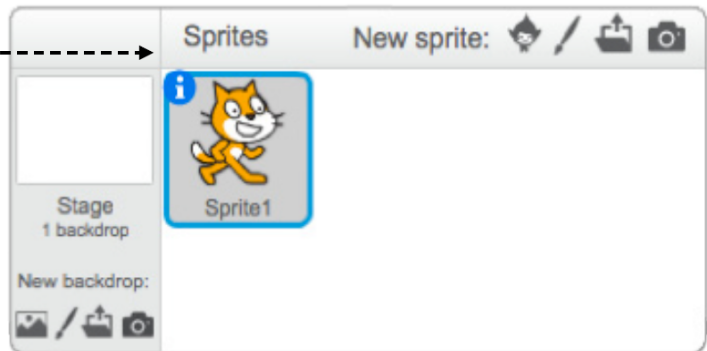 Sprites New sprite:
Sprite1
Stage
1 backdrop
New backdrop: